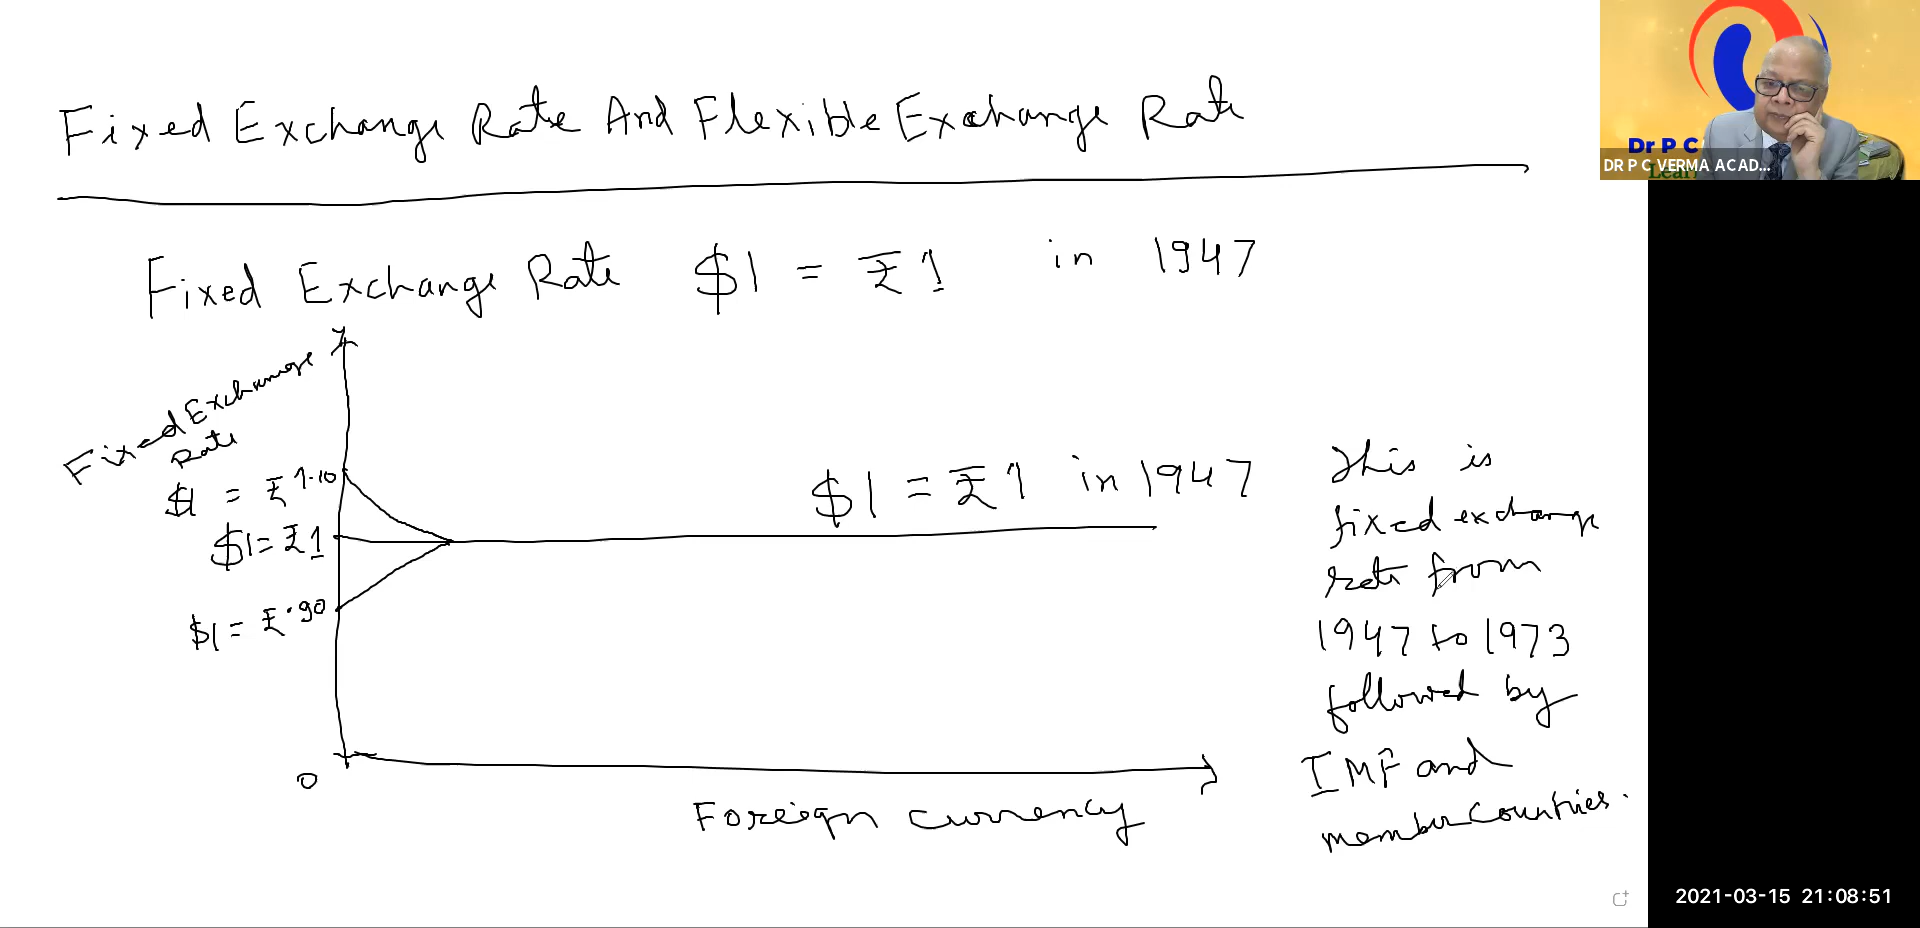 Fixed Exchange Rate And Flexible Exchange Rate
Fixed Exchange Rate $1 = ₹1 in 1947
Y
Fixed Exchange
Rate
$1 = ₹1.10
$1 = ₹1
$1 = ₹.90
$1 = ₹1 in 1947
0
Foreign currency
This is
fixed exchange
rate from
1947 to 1973
followed by
IMF and
member Countries.
Dr P C
DR P C VERMA ACAD...
Lear
2021-03-15 21:08:51